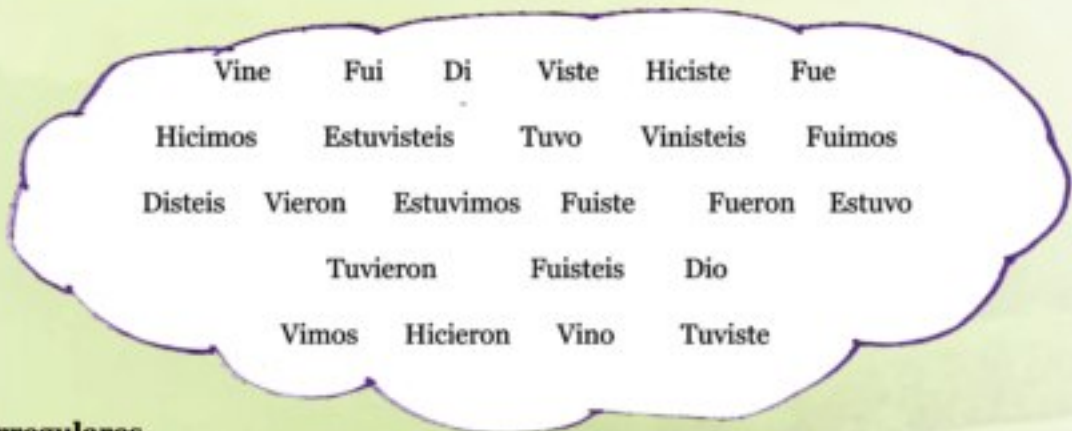 Vine Fui Di Viste Hiciste Fue
Hicimos Estuvisteis Tuvo Vinisteis Fuimos
Disteis Vieron Estuvimos Fuiste Fueron Estuvo
Tuvieron Fuisteis Dio
Vimos Hicieron Vino Tuviste